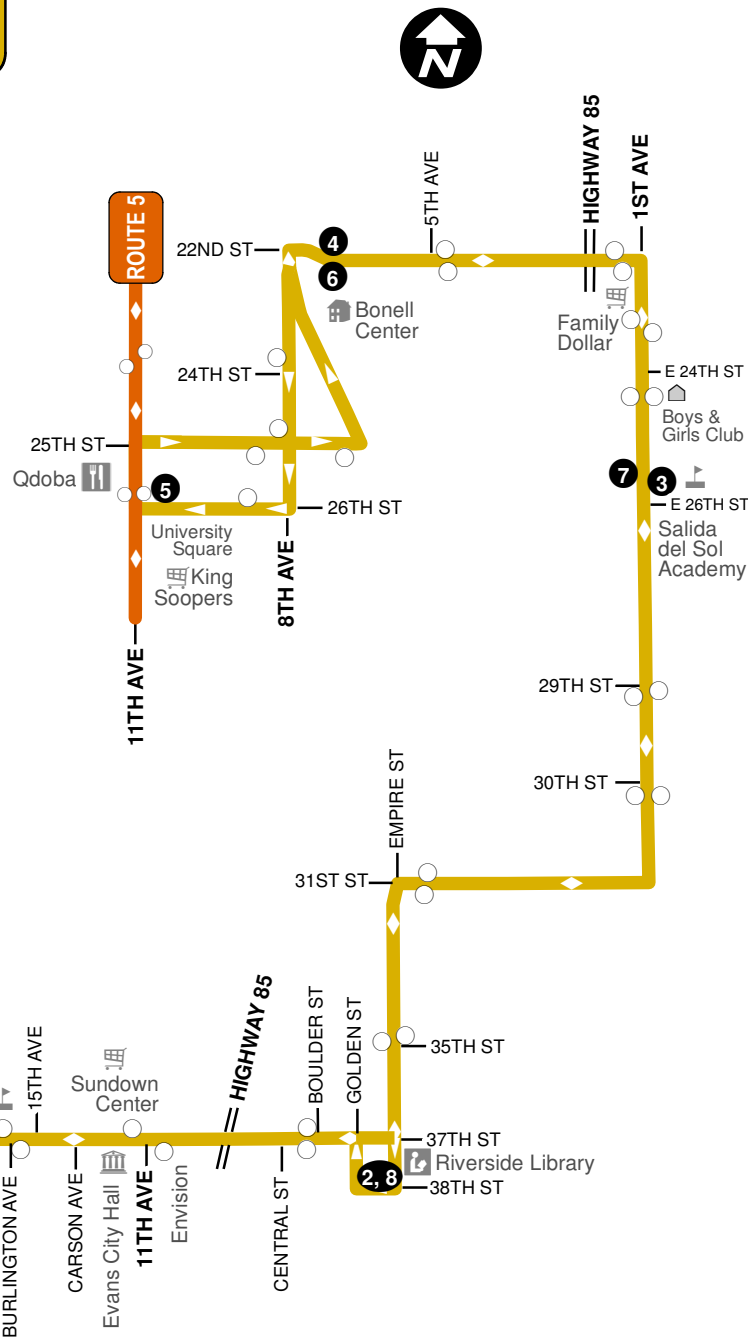 N
HIGHWAY 85
1ST AVE
5TH AVE
ROUTE 5
22ND ST
4
6
Bonell
Center
Family
Dollar
24TH ST
E 24TH ST
Boys &
Girls Club
25TH ST
Qdoba
5
7
3
26TH ST
E 26TH ST
University
Square
King
Soopers
Salida
del Sol
Academy
8TH AVE
11TH AVE
29TH ST
30TH ST
EMPIRE ST
31ST ST
HIGHWAY 85
BOULDER ST
GOLDEN ST
35TH ST
15TH AVE
Sundown
Center
37TH ST
Riverside Library
2, 8
38TH ST
BURLINGTON AVE
CARSON AVE
Evans City Hall
11TH AVE
Envision
CENTRAL ST